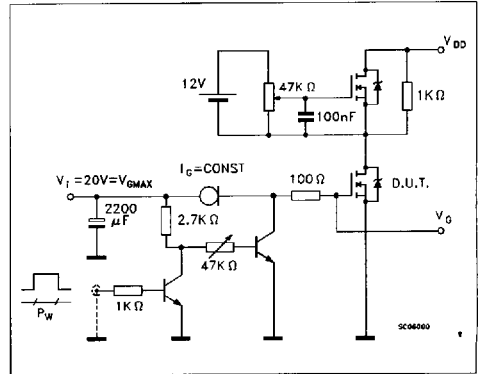 V_DD
12V
47KΩ
100nF
1KΩ
V_i =20V=V_GMAX
I_G=CONST
100Ω
D.U.T.
2200
μF
2.7KΩ
V_G
47KΩ
1KΩ
P_W
SC06000